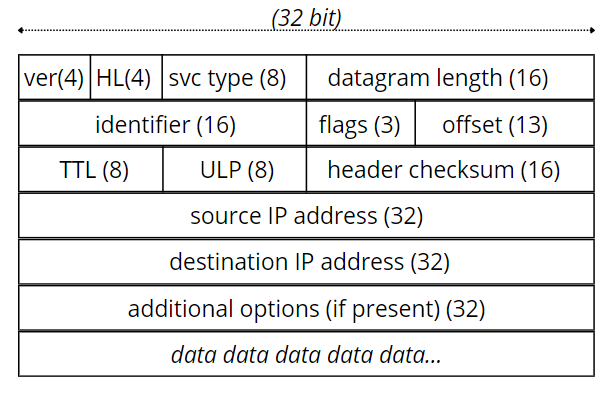 (32 bit)
ver(4) HL(4) svc type (8) datagram length (16)
identifier (16) flags (3) offset (13)
TTL (8) ULP (8) header checksum (16)
source IP address (32)
destination IP address (32)
additional options (if present) (32)
data data data data data...